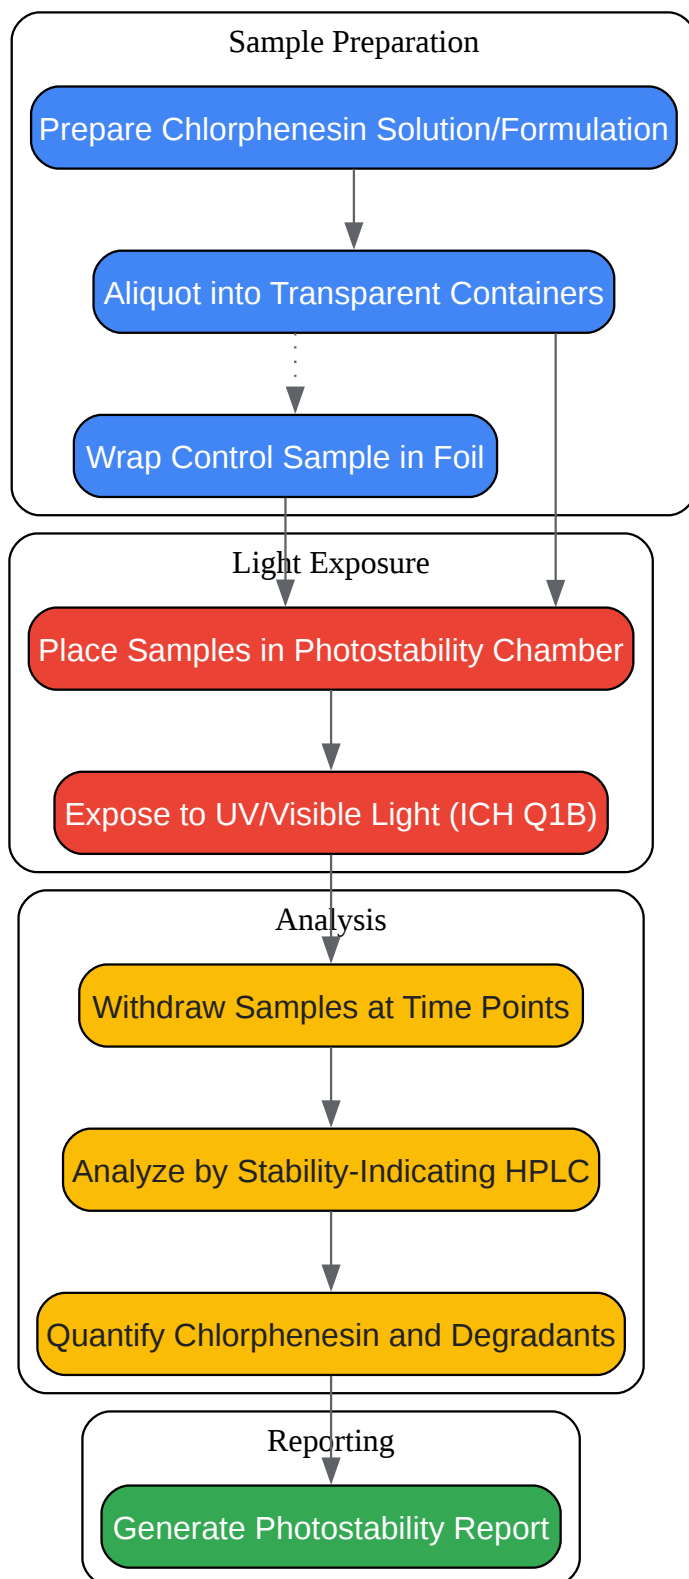 Sample Preparation
Prepare Chlorphenesin Solution/Formulation
Aliquot into Transparent Containers
Wrap Control Sample in Foil
Light Exposure
Place Samples in Photostability Chamber
Expose to UV/Visible Light (ICH Q1B)
Analysis
Withdraw Samples at Time Points
Analyze by Stability-Indicating HPLC
Quantify Chlorphenesin and Degradants
Reporting
Generate Photostability Report